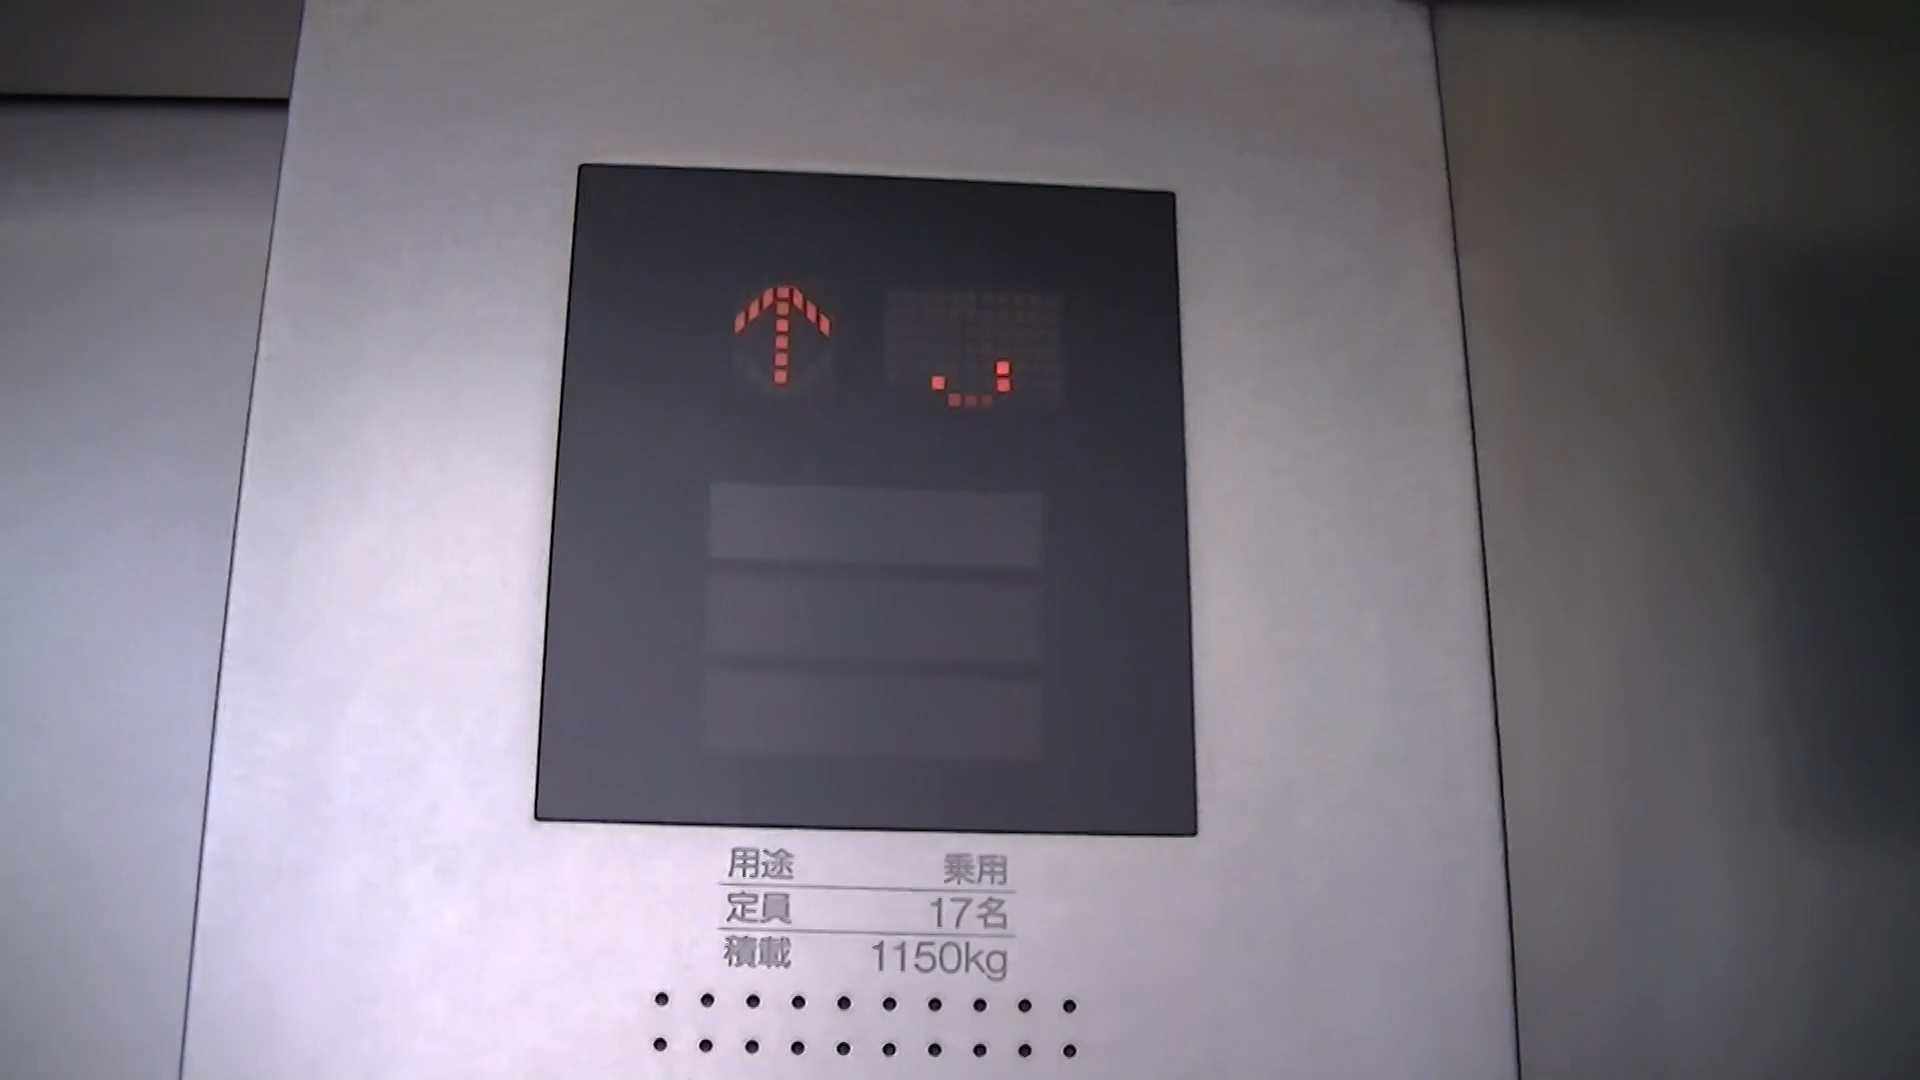 用途 乗用
定員 17名
積載 1150kg